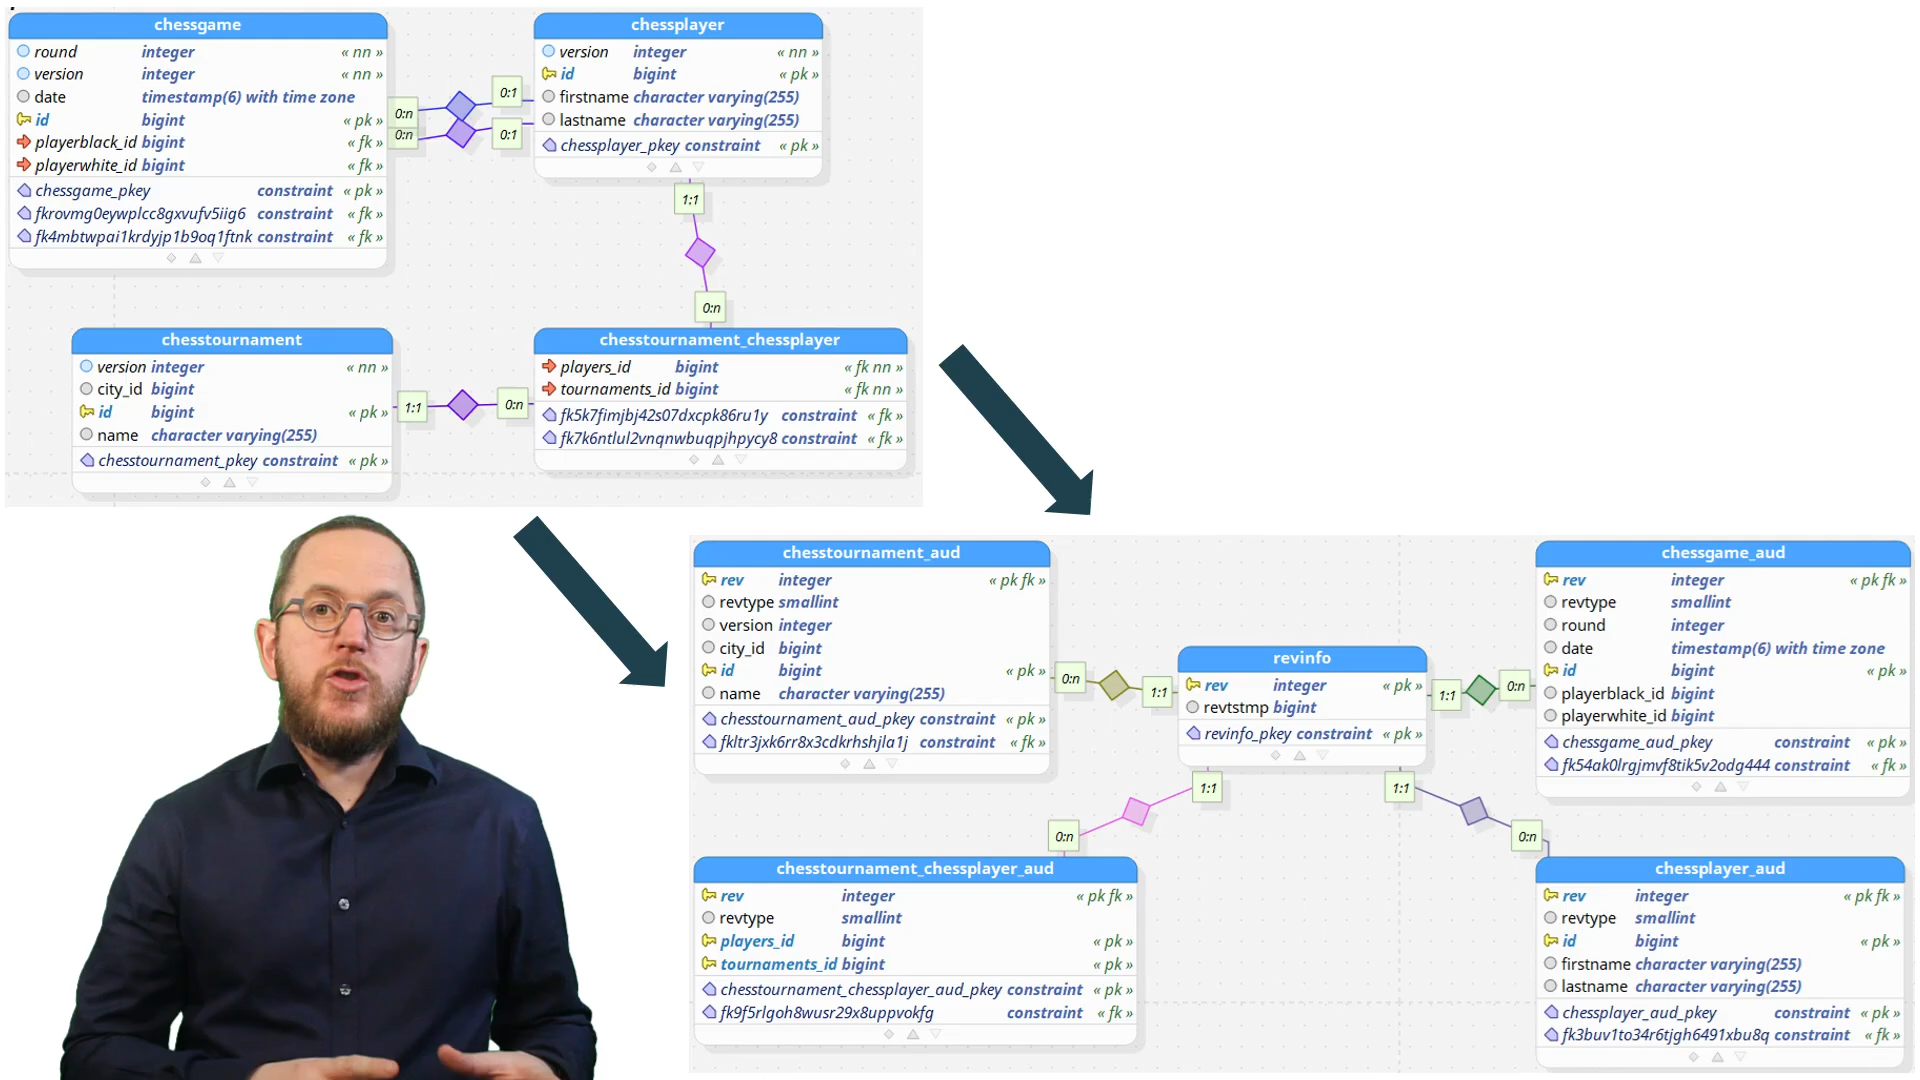 chessgame
round integer « nn »
version integer « nn »
date timestamp(6) with time zone
id bigint « pk »
playerblack_id bigint « fk »
playerwhite_id bigint « fk »
chessgame_pkey constraint « pk »
fkrovmg0eywplcc8gxvufv5iig6 constraint « fk »
fk4mbtwpai1krdyjp1b9oq1ftnk constraint « fk »
0:n
0:n
0:1
0:1
chessplayer
version integer « nn »
id bigint « pk »
firstname character varying(255)
lastname character varying(255)
chessplayer_pkey constraint « pk »
1:1
0:n
chesstournament
version integer « nn »
city_id bigint
id bigint « pk »
name character varying(255)
chesstournament_pkey constraint « pk »
1:1
0:n
chesstournament_chessplayer
players_id bigint « fk nn »
tournaments_id bigint « fk nn »
fk5k7fimjbj42s07dxcpk86ru1y constraint « fk »
fk7k6ntlul2vnqnwbuqpjhpycy8 constraint « fk »
chesstournament_aud
rev integer « pk fk »
revtype smallint
version integer
city_id bigint
id bigint « pk »
name character varying(255)
chesstournament_aud_pkey constraint « pk »
fkltr3jxk6rr8x3cdkrhshjla1j constraint « fk »
0:n
1:1
revinfo
rev integer « pk »
revtstmp bigint
revinfo_pkey constraint « pk »
1:1
0:n
chessgame_aud
rev integer « pk fk »
revtype smallint
round integer
date timestamp(6) with time zone
id bigint « pk »
playerblack_id bigint
playerwhite_id bigint
chessgame_aud_pkey constraint « pk »
fk54ak0lrgjmvf8tik5v2odg444 constraint « fk »
1:1
0:n
1:1
0:n
chesstournament_chessplayer_aud
rev integer « pk fk »
revtype smallint
players_id bigint « pk »
tournaments_id bigint « pk »
chesstournament_chessplayer_aud_pkey constraint « pk »
fk9f5rlgoh8wusr29x8uppvokfg constraint « fk »
chessplayer_aud
rev integer « pk fk »
revtype smallint
id bigint « pk »
firstname character varying(255)
lastname character varying(255)
chessplayer_aud_pkey constraint « pk »
fk3buv1to34r6tjgh6491xbu8q constraint « fk »